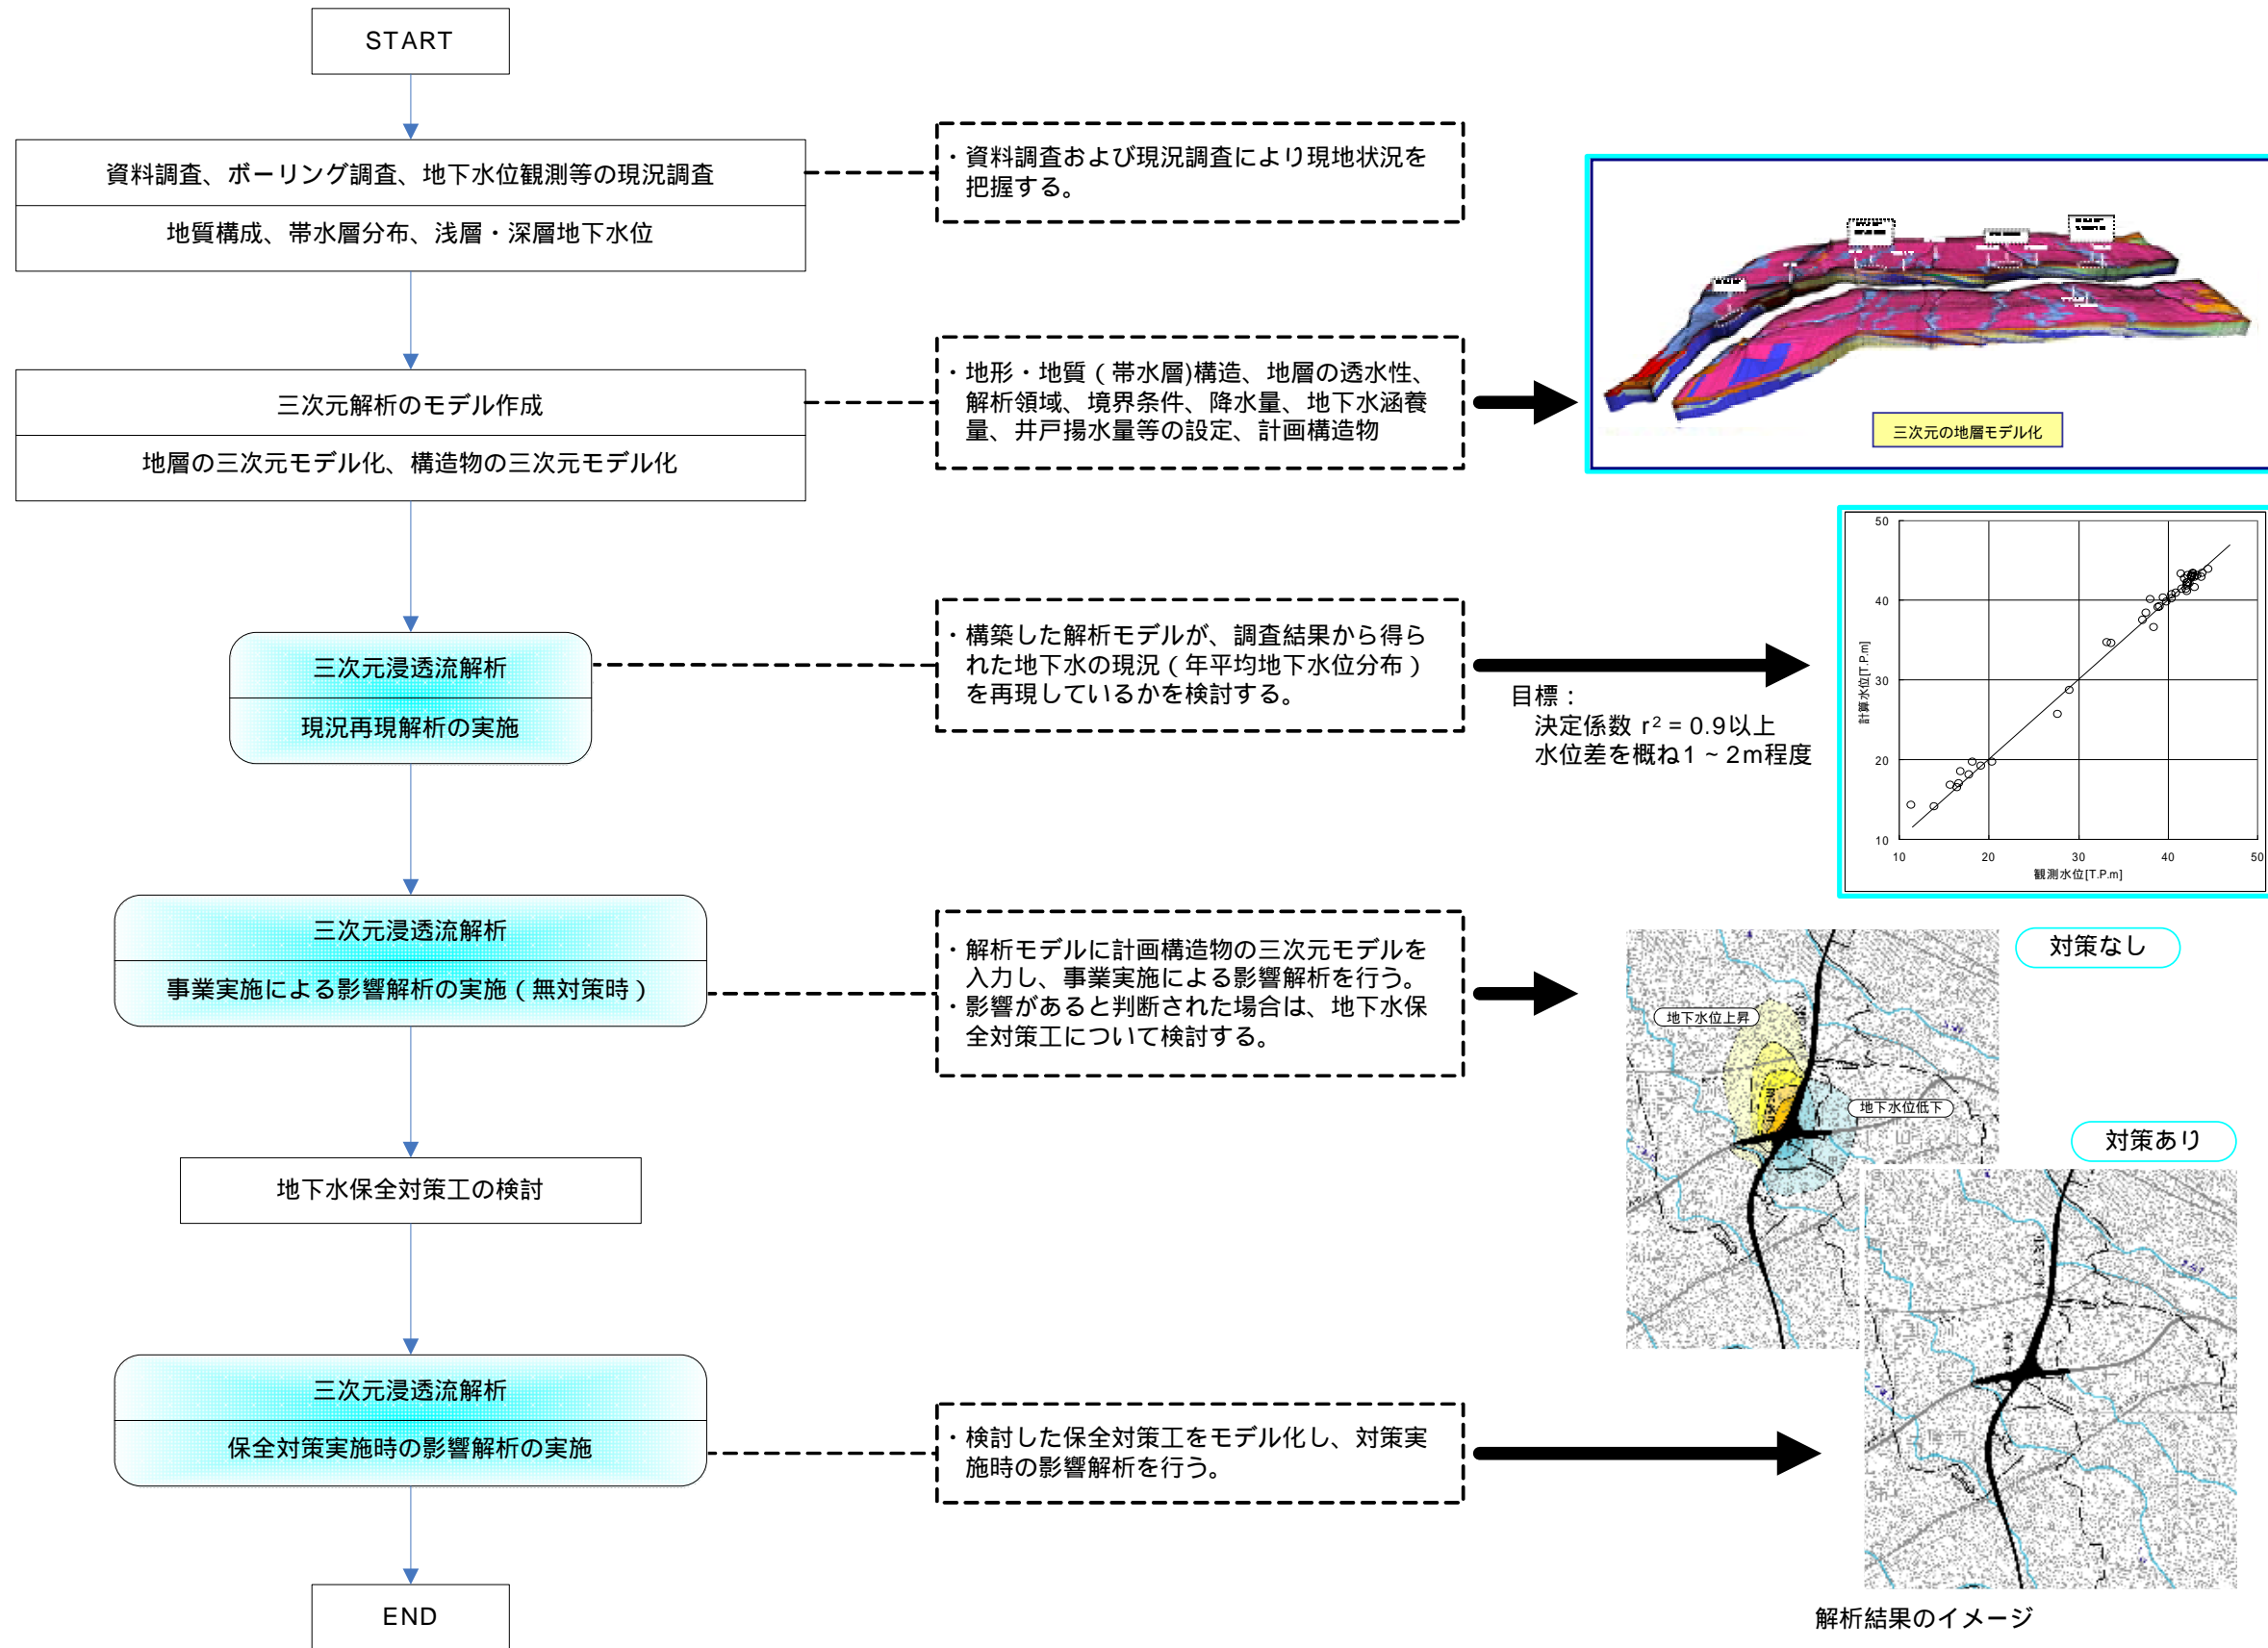 START
資料調査、ボーリング調査、地下水位観測等の現況調査
地質構成、帯水層分布、浅層・深層地下水位
・資料調査および現況調査により現地状況を
把握する。
三次元解析のモデル作成
地層の三次元モデル化、構造物の三次元モデル化
・地形・地質（帯水層)構造、地層の透水性、
解析領域、境界条件、降水量、地下水涵養
量、井戸揚水量等の設定、計画構造物
三次元の地層モデル化
三次元浸透流解析
現況再現解析の実施
・構築した解析モデルが、調査結果から得ら
れた地下水の現況（年平均地下水位分布）
を再現しているかを検討する。
目標：
決定係数 r² = 0.9以上
水位差を概ね1 ~ 2m程度
50
40
30
20
10
計算水位[T.P.m]
10 20 30 40 50
観測水位[T.P.m]
三次元浸透流解析
事業実施による影響解析の実施（無対策時）
・解析モデルに計画構造物の三次元モデルを
入力し、事業実施による影響解析を行う。
・影響があると判断された場合は、地下水保
全対策工について検討する。
対策なし
地下水位上昇
地下水位低下
対策あり
地下水保全対策工の検討
三次元浸透流解析
保全対策実施時の影響解析の実施
・検討した保全対策工をモデル化し、対策実
施時の影響解析を行う。
END
解析結果のイメージ